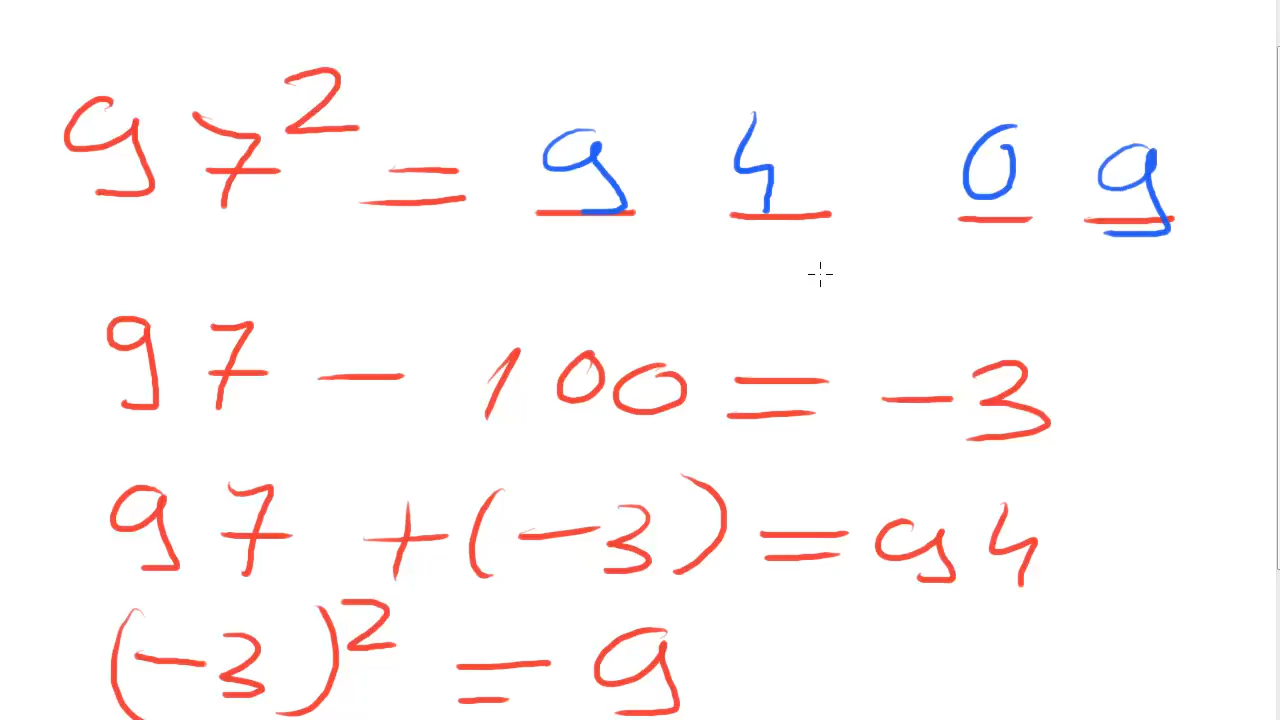 97² = 9 4 0 9
97 - 100 = -3
97 + (-3) = 94
(-3)² = 9